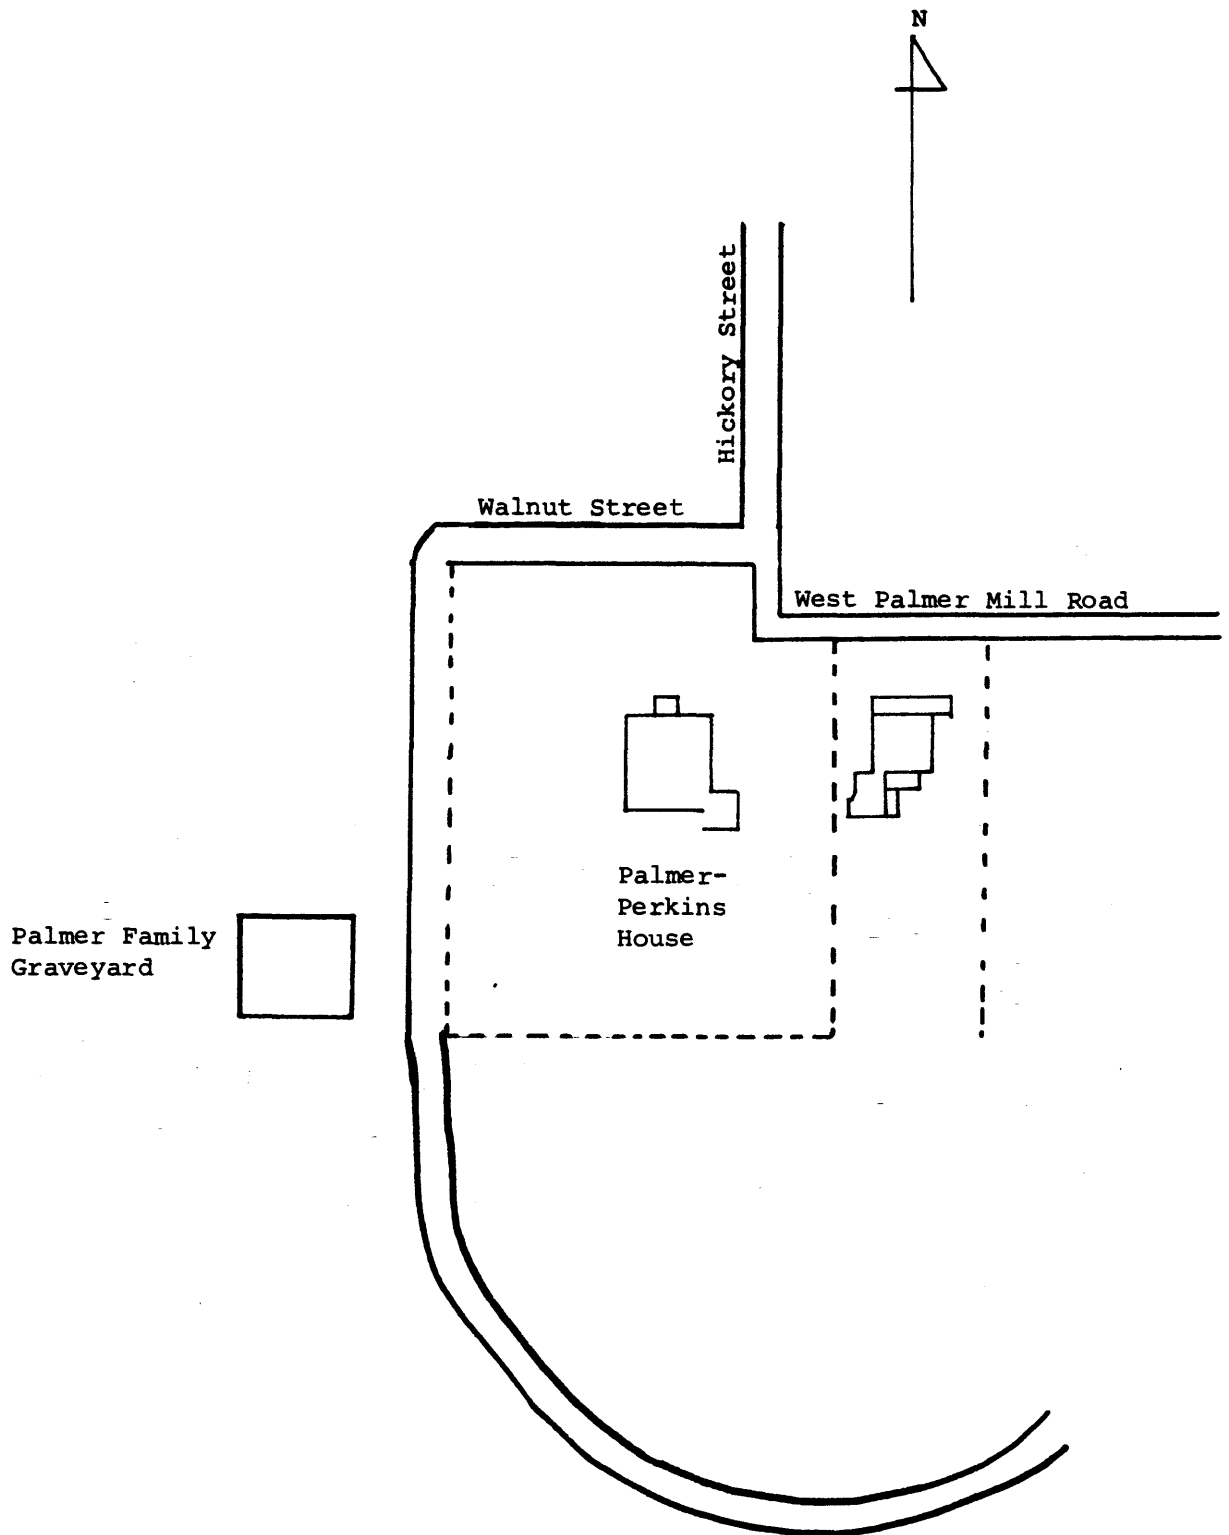 N
Hickory Street
Walnut Street
West Palmer Mill Road
Palmer-
Perkins
House
Palmer Family
Graveyard